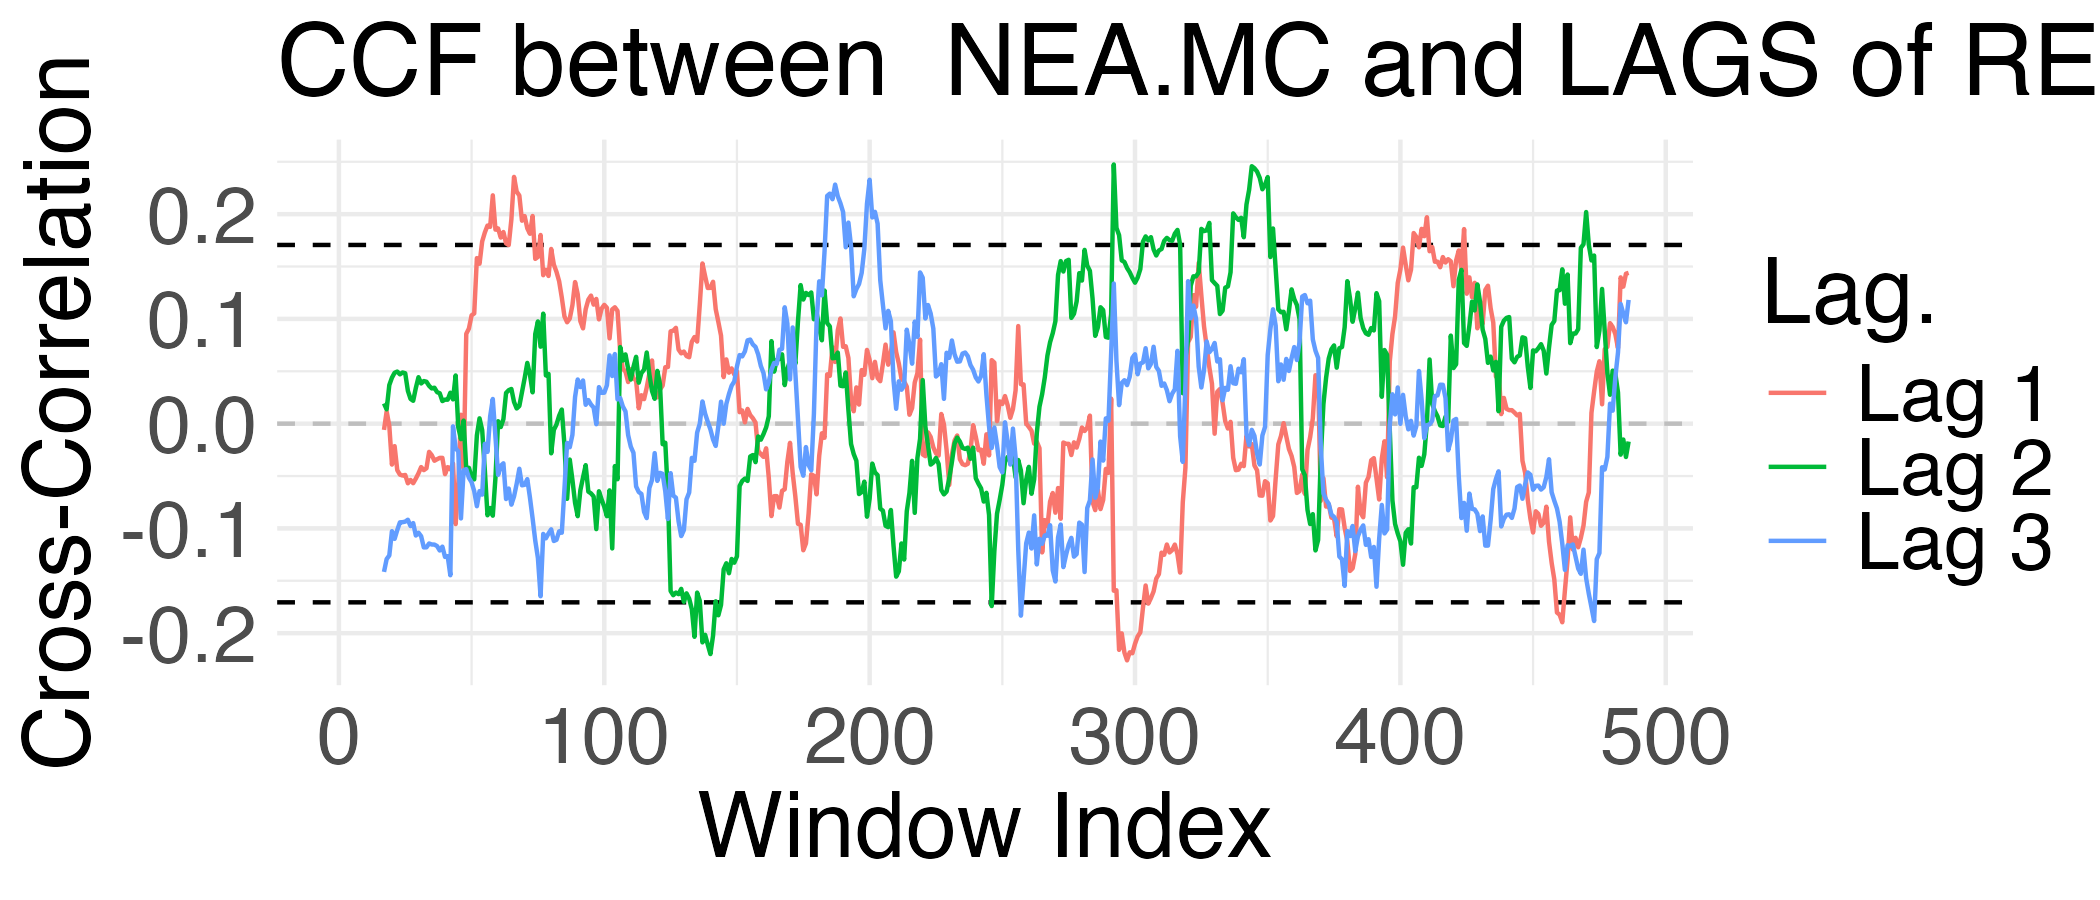 CCF between  NEA.MC and LAGS of RE
Cross-Correlation
0.2
0.1
0.0
-0.1
-0.2
0 100 200 300 400 500
Window Index
Lag.
Lag 1
Lag 2
Lag 3